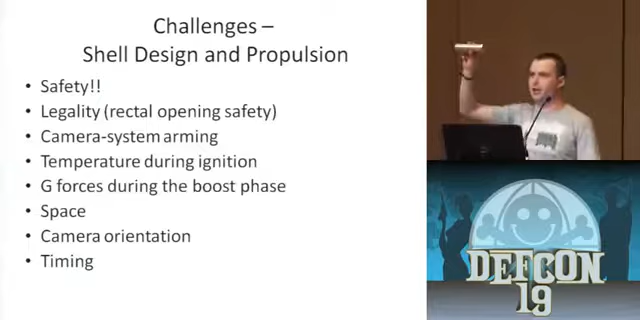 Challenges –
Shell Design and Propulsion
• Safety!!
• Legality (rectal opening safety)
• Camera-system arming
• Temperature during ignition
• G forces during the boost phase
• Space
• Camera orientation
• Timing
DEFCON
19